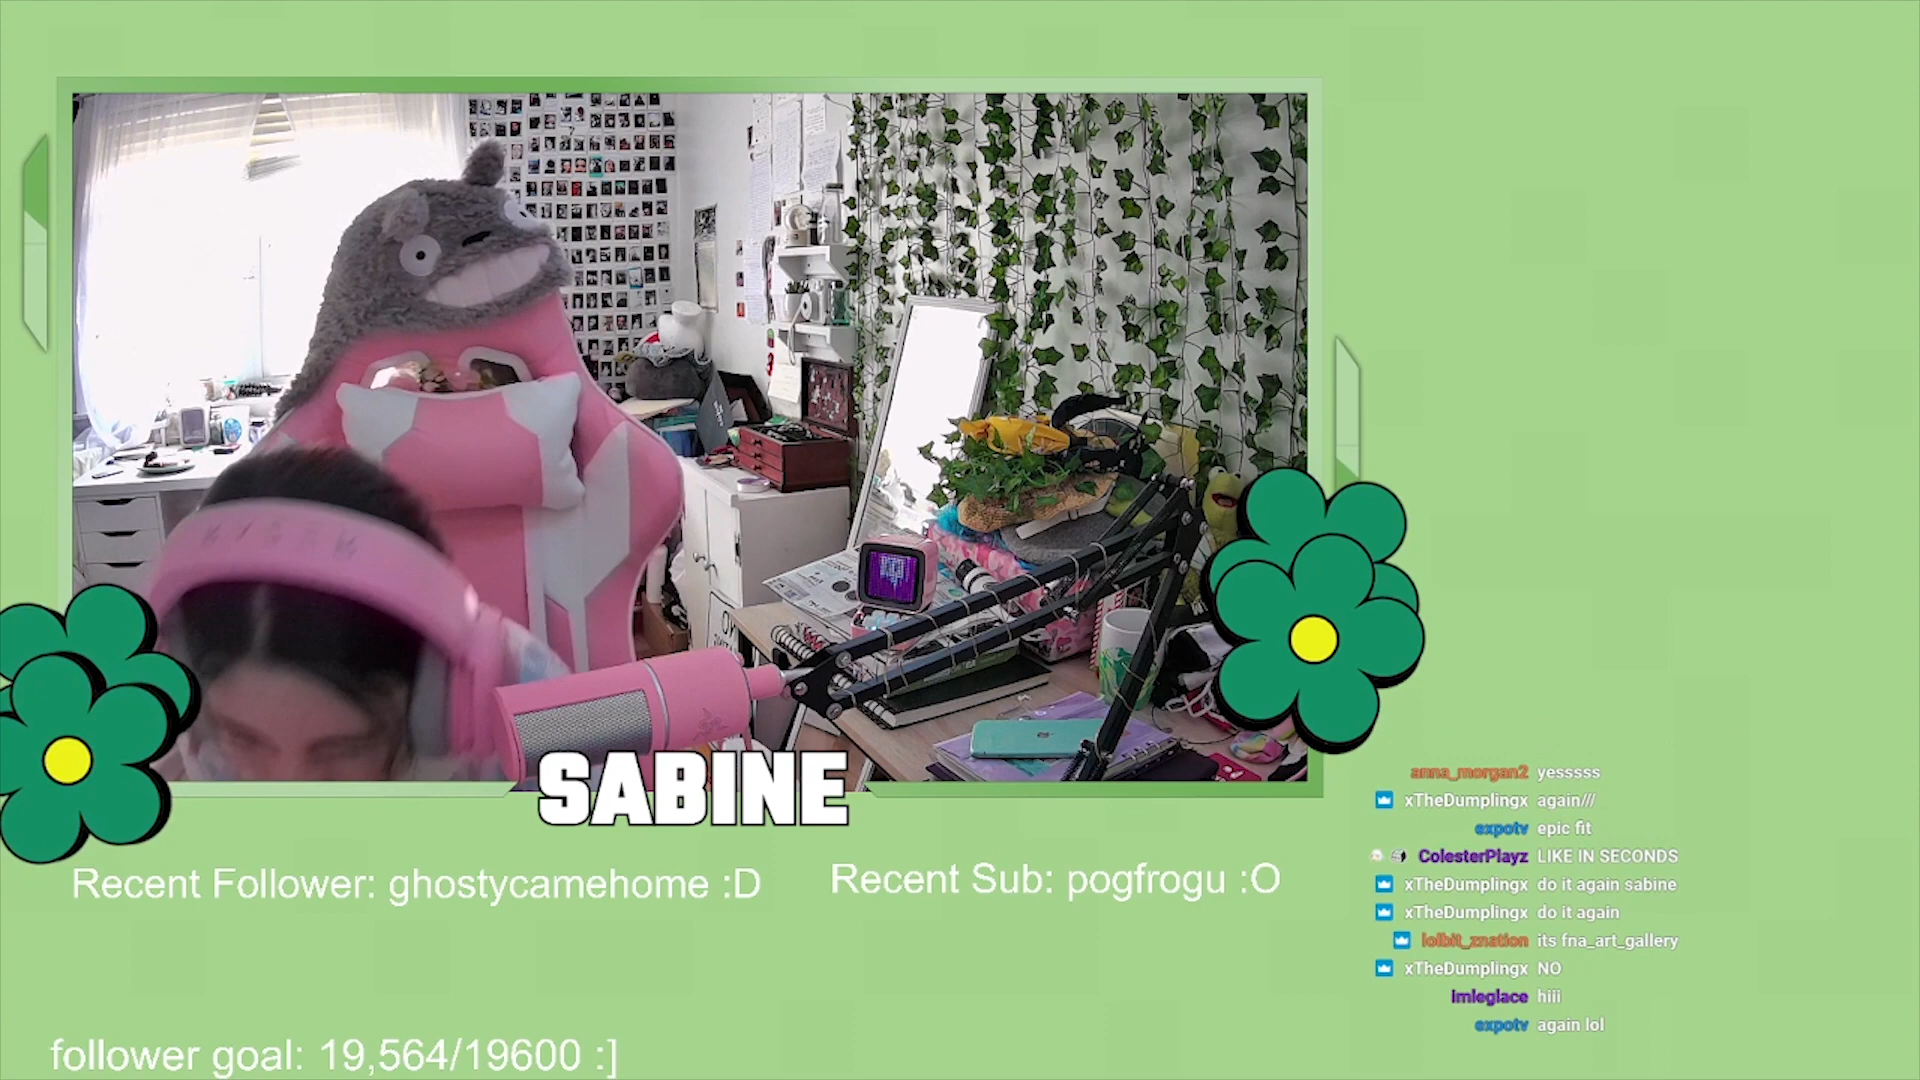 SABINE
Recent Follower: ghostycamehome :D
Recent Sub: pogfrogu :O
follower goal: 19,564/19600 :]
anna_morgan2 yesssss
xTheDumplingx again///
expotv epic fit
ColesterPlayz LIKE IN SECONDS
xTheDumplingx do it again sabine
xTheDumplingx do it again
lolbit_znation its fna_art_gallery
xTheDumplingx NO
imleglace hiii
expotv again lol